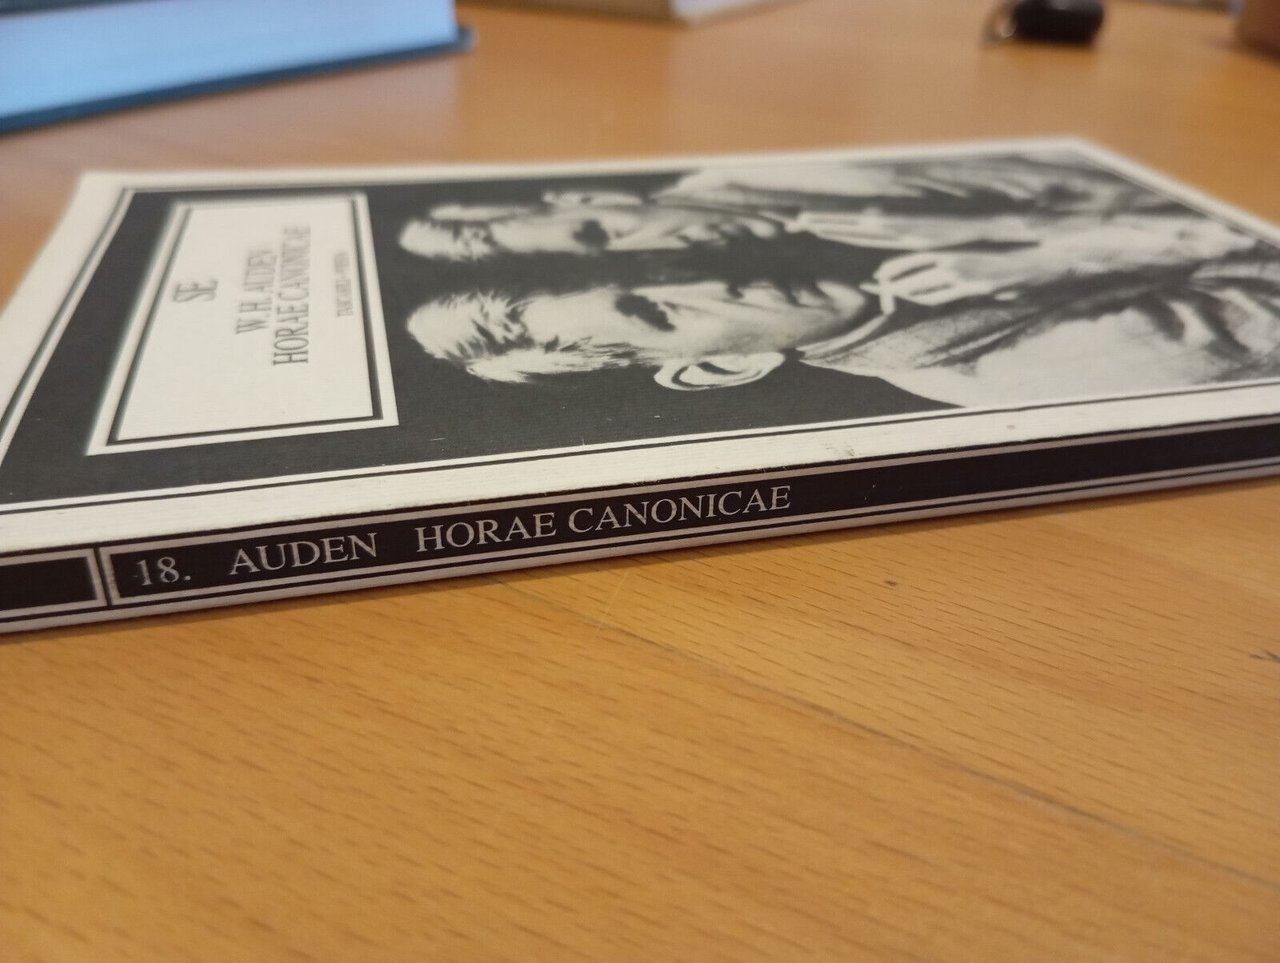 SE
W.H. AUDEN
HORAE CANONICAE
18. AUDEN HORAE CANONICAE